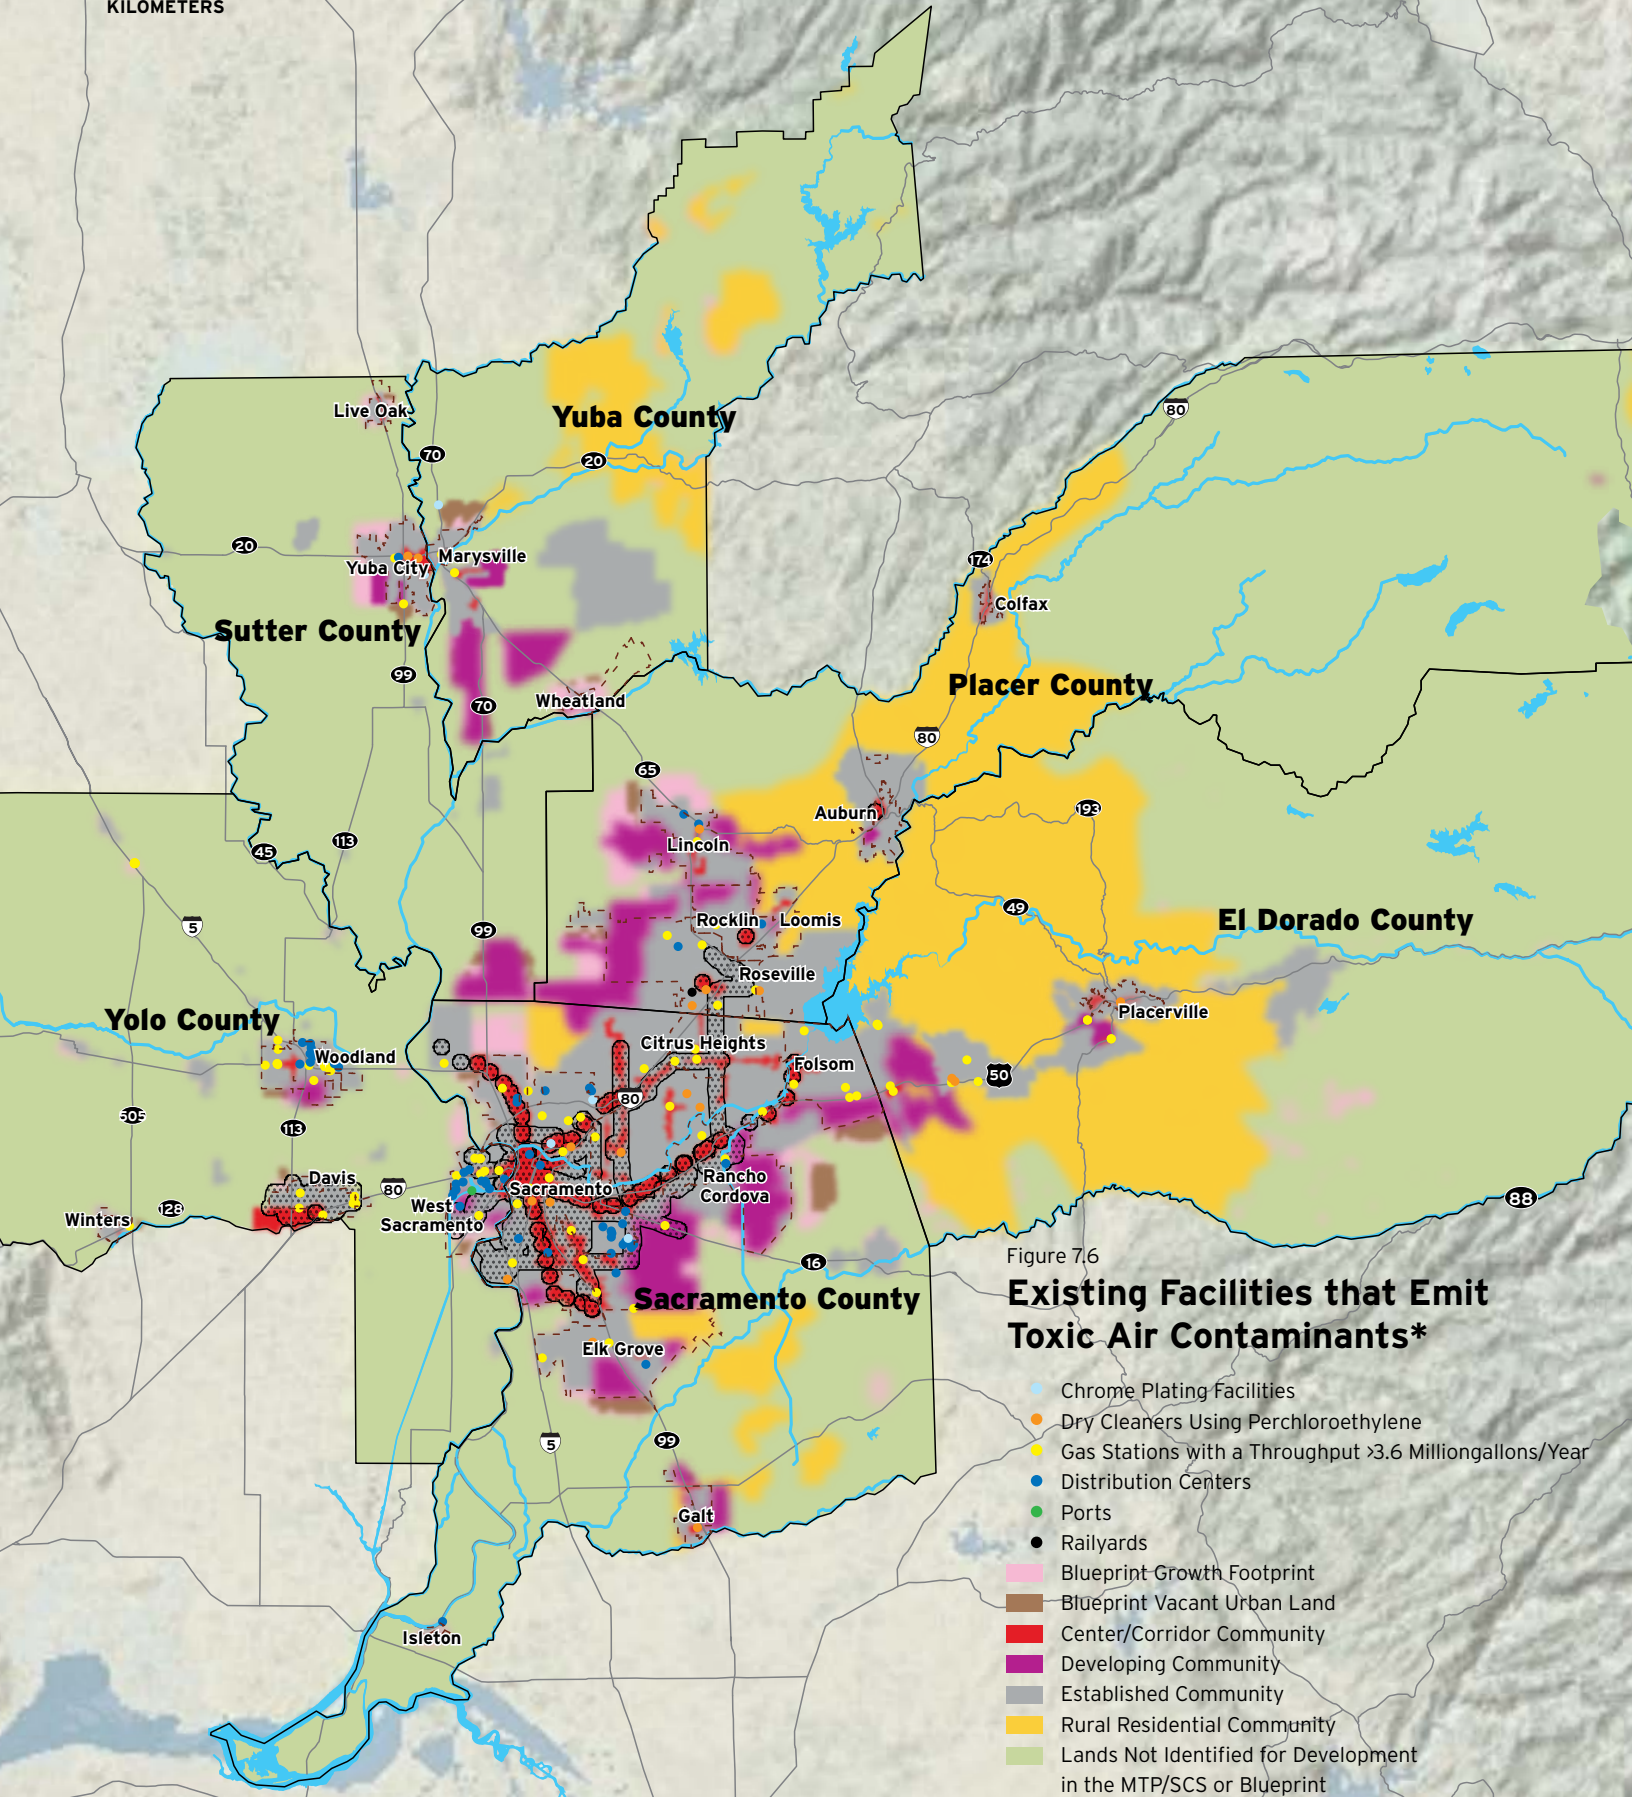 KILOMETERS
Live Oak
Yuba County
70
20
20
Marysville
Yuba City
Sutter County
99
70
Wheatland
80
174
Colfax
Placer County
80
65
Auburn
193
Lincoln
113
45
5
99
Rocklin
Loomis
49
El Dorado County
Roseville
Placerville
Yolo County
Woodland
Citrus Heights
Folsom
50
80
505
113
Davis
80
128
Winters
West
Sacramento
Sacramento
Rancho
Cordova
88
16
Sacramento County
Elk Grove
5
99
Galt
Isleton
Figure 7.6
Existing Facilities that Emit
Toxic Air Contaminants*
Chrome Plating Facilities
Dry Cleaners Using Perchloroethylene
Gas Stations with a Throughput >3.6 Milliongallons/Year
Distribution Centers
Ports
Railyards
Blueprint Growth Footprint
Blueprint Vacant Urban Land
Center/Corridor Community
Developing Community
Established Community
Rural Residential Community
Lands Not Identified for Development
in the MTP/SCS or Blueprint